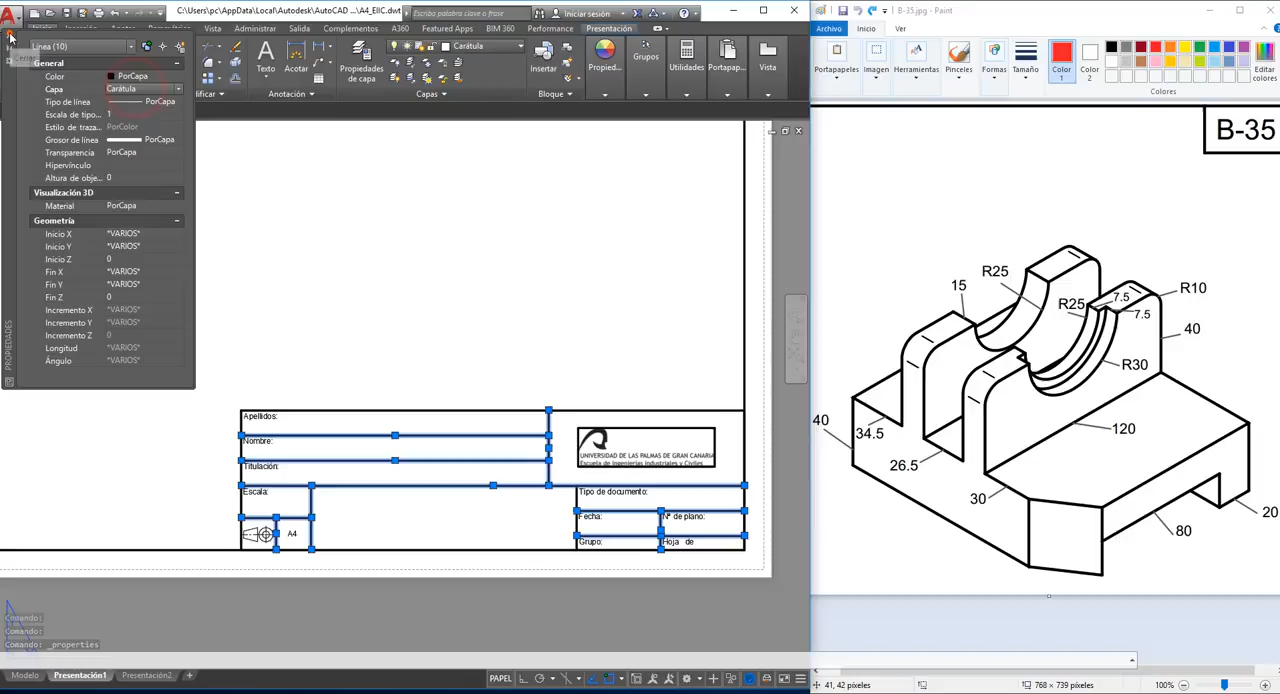 C:\Users\pc\AppData\Local\Autodesk\AutoCAD ...\A4_EIIC.dwt
Escriba palabra clave o frase
Iniciar sesión
Vista
Administrar
Salida
Complementos
A360
Featured Apps
BIM 360
Performance
Presentación
Línea (10)
Cerrar
General
Color
PorCapa
Capa
Carátula
Tipo de línea
PorCapa
Escala de tipo...
1
Estilo de traza...
PorColor
Grosor de línea
PorCapa
Transparencia
PorCapa
Hipervínculo
Altura de obje...
0
Visualización 3D
Material
PorCapa
Geometría
Inicio X
*VARIOS*
Inicio Y
*VARIOS*
Inicio Z
0
Fin X
*VARIOS*
Fin Y
*VARIOS*
Fin Z
0
Incremento X
*VARIOS*
Incremento Y
*VARIOS*
Incremento Z
0
Longitud
*VARIOS*
Ángulo
*VARIOS*
PROPIEDADES
Texto
Acotar
Anotación
Propiedades
de capa
Carátula
Capas
Insertar
Bloque
Propied...
Grupos
Utilidades
Portapap...
Vista
Apellidos:
Nombre:
Titulación:
Escala:
A4
UNIVERSIDAD DE LAS PALMAS DE GRAN CANARIA
Escuela de Ingenierías Industriales y Civiles
Tipo de documento:
Fecha:
Nº de plano:
Grupo:
Hoja de
Comando:
Comando:
Comando: _properties
Modelo
Presentación1
Presentación2
PAPEL
B-35.jpg - Paint
Archivo
Inicio
Ver
Portapapeles
Imagen
Herramientas
Pinceles
Formas
Tamaño
Color
1
Color
2
Editar
colores
Colores
B-35
R25
15
R25
7.5
7.5
R10
40
R30
40
34.5
26.5
120
30
80
20
41, 42 píxeles
768 × 739 píxeles
100%